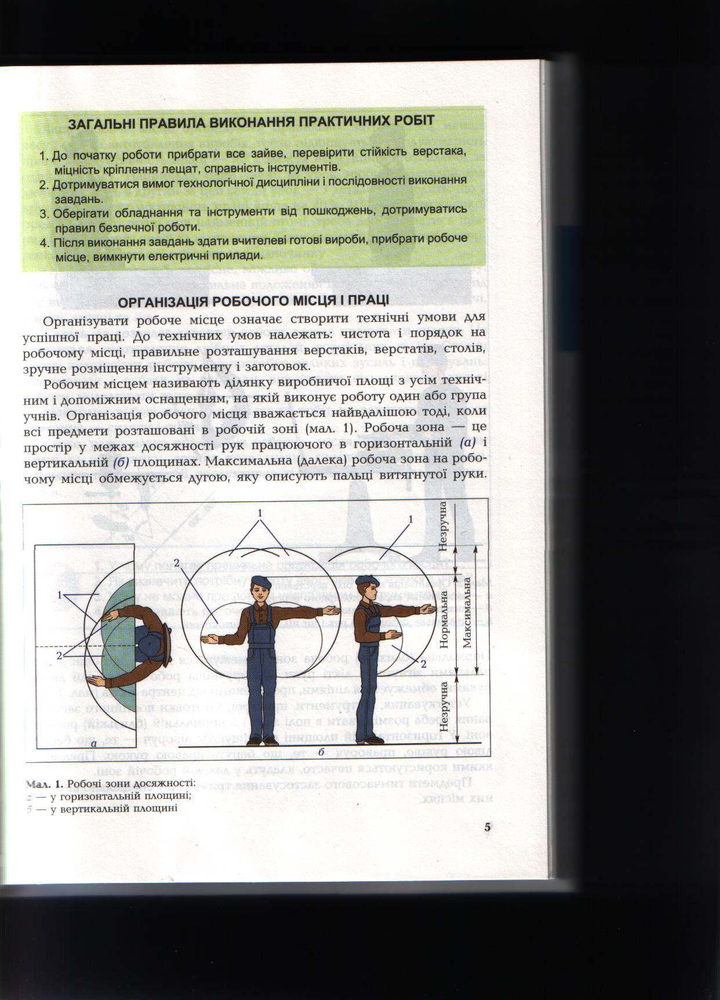 ЗАГАЛЬНІ ПРАВИЛА ВИКОНАННЯ ПРАКТИЧНИХ РОБІТ
1. До початку роботи прибрати все зайве, перевірити стійкість верстака,
міцність кріплення лещат, справність інструментів.
2. Дотримуватися вимог технологічної дисципліни і послідовності виконання
завдань.
3. Оберігати обладнання та інструменти від пошкоджень, дотримуватись
правил безпечної роботи.
4. Після виконання завдань здати вчителеві готові вироби, прибрати робоче
місце, вимкнути електричні прилади.
ОРГАНІЗАЦІЯ РОБОЧОГО МІСЦЯ І ПРАЦІ
Організувати робоче місце означає створити технічні умови для
успішної праці. До технічних умов належать: чистота і порядок на
робочому місці, правильне розташування верстаків, верстатів, столів,
зручне розміщення інструменту і заготовок.
Робочим місцем називають ділянку виробничої площі з усім техніч-
ним і допоміжним оснащенням, на якій виконує роботу один або група
учнів. Організація робочого місця вважається найвдалішою тоді, коли
всі предмети розташовані в робочій зоні (мал. 1). Робоча зона — це
простір у межах досяжності рук працюючого в горизонтальній (а) і
вертикальній (б) площинах. Максимальна (далека) робоча зона на робо-
чому місці обмежується дугою, яку описують пальці витягнутої руки.
1
2
а
1
2
1
2
б
Незручна
Нормальна
Максимальна
Незручна
Мал. 1. Робочі зони досяжності:
а — у горизонтальній площині;
б — у вертикальній площині
5